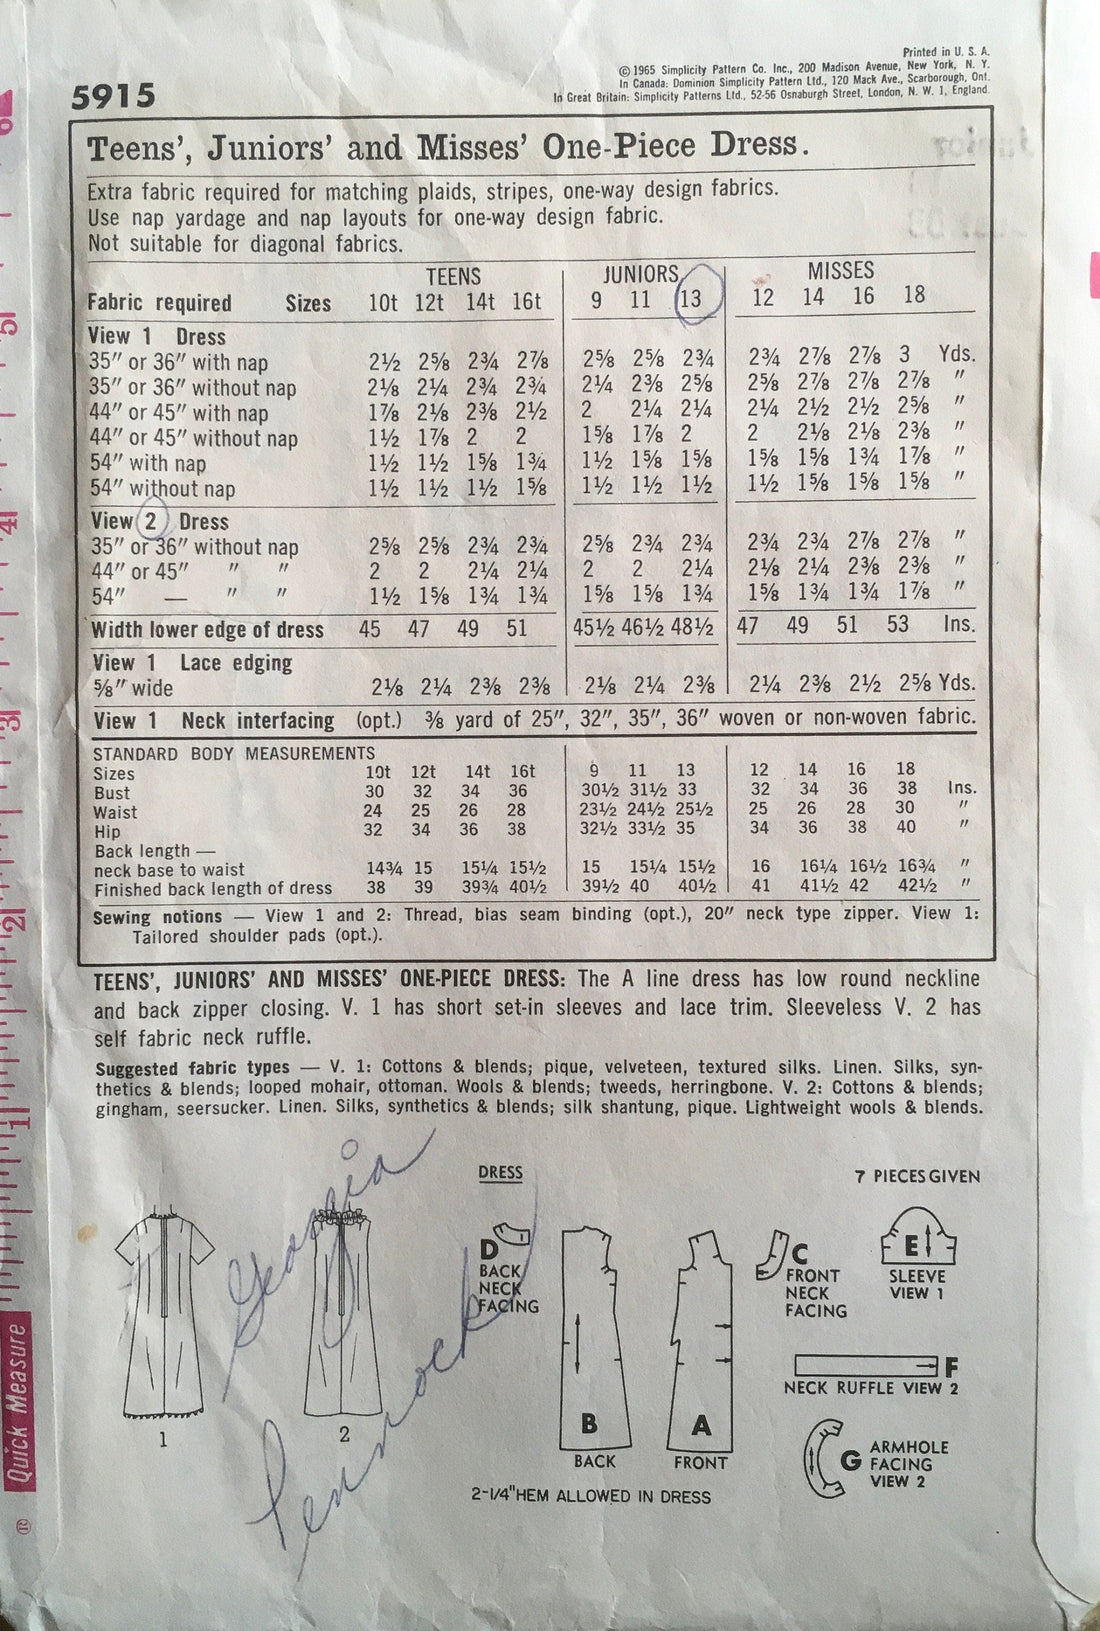 Printed in U. S. A.
© 1965 Simplicity Pattern Co. Inc., 200 Madison Avenue, New York, N. Y.
In Canada: Dominion Simplicity Pattern Ltd., 120 Mack Ave., Scarborough, Ont.
In Great Britain: Simplicity Patterns Ltd., 52-56 Osnaburgh Street, London, N. W. 1, England.
5915
Teens', Juniors' and Misses' One-Piece Dress.
Extra fabric required for matching plaids, stripes, one-way design fabrics.
Use nap yardage and nap layouts for one-way design fabric.
Not suitable for diagonal fabrics.
TEENS JUNIORS MISSES
Fabric required Sizes 10t 12t 14t 16t 9 11 13 12 14 16 18
View 1 Dress
35" or 36" with nap 2½ 2⅝ 2¾ 2⅞ 2⅝ 2⅝ 2¾ 2¾ 2⅞ 2⅞ 3 Yds.
35" or 36" without nap 2⅛ 2¼ 2¾ 2¾ 2¼ 2⅜ 2⅝ 2⅝ 2⅞ 2⅞ 2⅞ "
44" or 45" with nap 1⅞ 2⅛ 2⅜ 2½ 2 2¼ 2¼ 2¼ 2½ 2½ 2⅝ "
44" or 45" without nap 1½ 1⅞ 2 2 1⅝ 1⅞ 2 2 2⅛ 2⅛ 2⅜ "
54" with nap 1½ 1½ 1⅝ 1¾ 1½ 1⅝ 1⅝ 1⅝ 1⅝ 1¾ 1⅞ "
54" without nap 1½ 1½ 1½ 1⅝ 1½ 1½ 1½ 1½ 1⅝ 1⅝ 1⅝ "
View 2 Dress
35" or 36" without nap 2⅝ 2⅝ 2¾ 2¾ 2⅝ 2¾ 2¾ 2¾ 2¾ 2⅞ 2⅞ "
44" or 45" " " 2 2 2¼ 2¼ 2 2 2¼ 2⅛ 2¼ 2⅜ 2⅜ "
54" — " " 1½ 1⅝ 1¾ 1¾ 1⅝ 1⅝ 1¾ 1⅝ 1¾ 1¾ 1⅞ "
Width lower edge of dress 45 47 49 51 45½ 46½ 48½ 47 49 51 53 Ins.
View 1 Lace edging
⅝" wide 2⅛ 2¼ 2⅜ 2⅜ 2⅛ 2¼ 2⅜ 2¼ 2⅜ 2½ 2⅝ Yds.
View 1 Neck interfacing (opt.) ⅜ yard of 25", 32", 35", 36" woven or non-woven fabric.
STANDARD BODY MEASUREMENTS
Sizes 10t 12t 14t 16t 9 11 13 12 14 16 18
Bust 30 32 34 36 30½ 31½ 33 32 34 36 38 Ins.
Waist 24 25 26 28 23½ 24½ 25½ 25 26 28 30 "
Hip 32 34 36 38 32½ 33½ 35 34 36 38 40 "
Back length —
neck base to waist 14¾ 15 15¼ 15½ 15 15¼ 15½ 16 16¼ 16½ 16¾ "
Finished back length of dress 38 39 39¾ 40½ 39½ 40 40½ 41 41½ 42 42½ "
Sewing notions — View 1 and 2: Thread, bias seam binding (opt.), 20" neck type zipper. View 1:
Tailored shoulder pads (opt.).
TEENS', JUNIORS' AND MISSES' ONE-PIECE DRESS: The A line dress has low round neckline
and back zipper closing. V. 1 has short set-in sleeves and lace trim. Sleeveless V. 2 has
self fabric neck ruffle.
Suggested fabric types — V. 1: Cottons & blends; pique, velveteen, textured silks. Linen. Silks, syn-
thetics & blends; looped mohair, ottoman. Wools & blends; tweeds, herringbone. V. 2: Cottons & blends;
gingham, seersucker. Linen. Silks, synthetics & blends; silk shantung, pique. Lightweight wools & blends.
Georgia
Pennock
1
2
DRESS
7 PIECES GIVEN
D
BACK
NECK
FACING
B
BACK
A
FRONT
C
FRONT
NECK
FACING
E
SLEEVE
VIEW 1
F
NECK RUFFLE VIEW 2
G
ARMHOLE
FACING
VIEW 2
2-1/4" HEM ALLOWED IN DRESS
6
5
4
3
2
1
Quick Measure
®